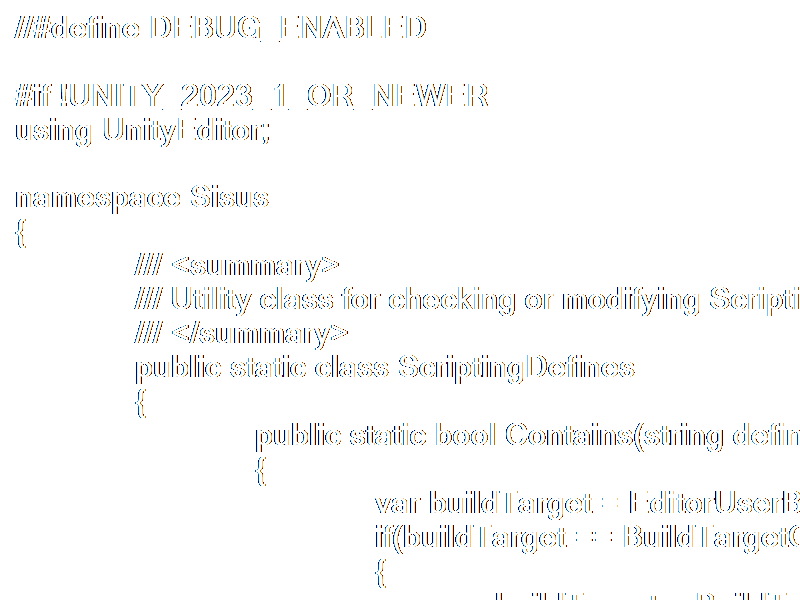 //#define DEBUG_ENABLED
#if !UNITY_2023_1_OR_NEWER
using UnityEditor;
namespace Sisus
{
/// <summary>
/// Utility class for checking or modifying Scripti
/// </summary>
public static class ScriptingDefines
{
public static bool Contains(string defin
{
var buildTarget = EditorUserB
if(buildTarget == BuildTargetG
{